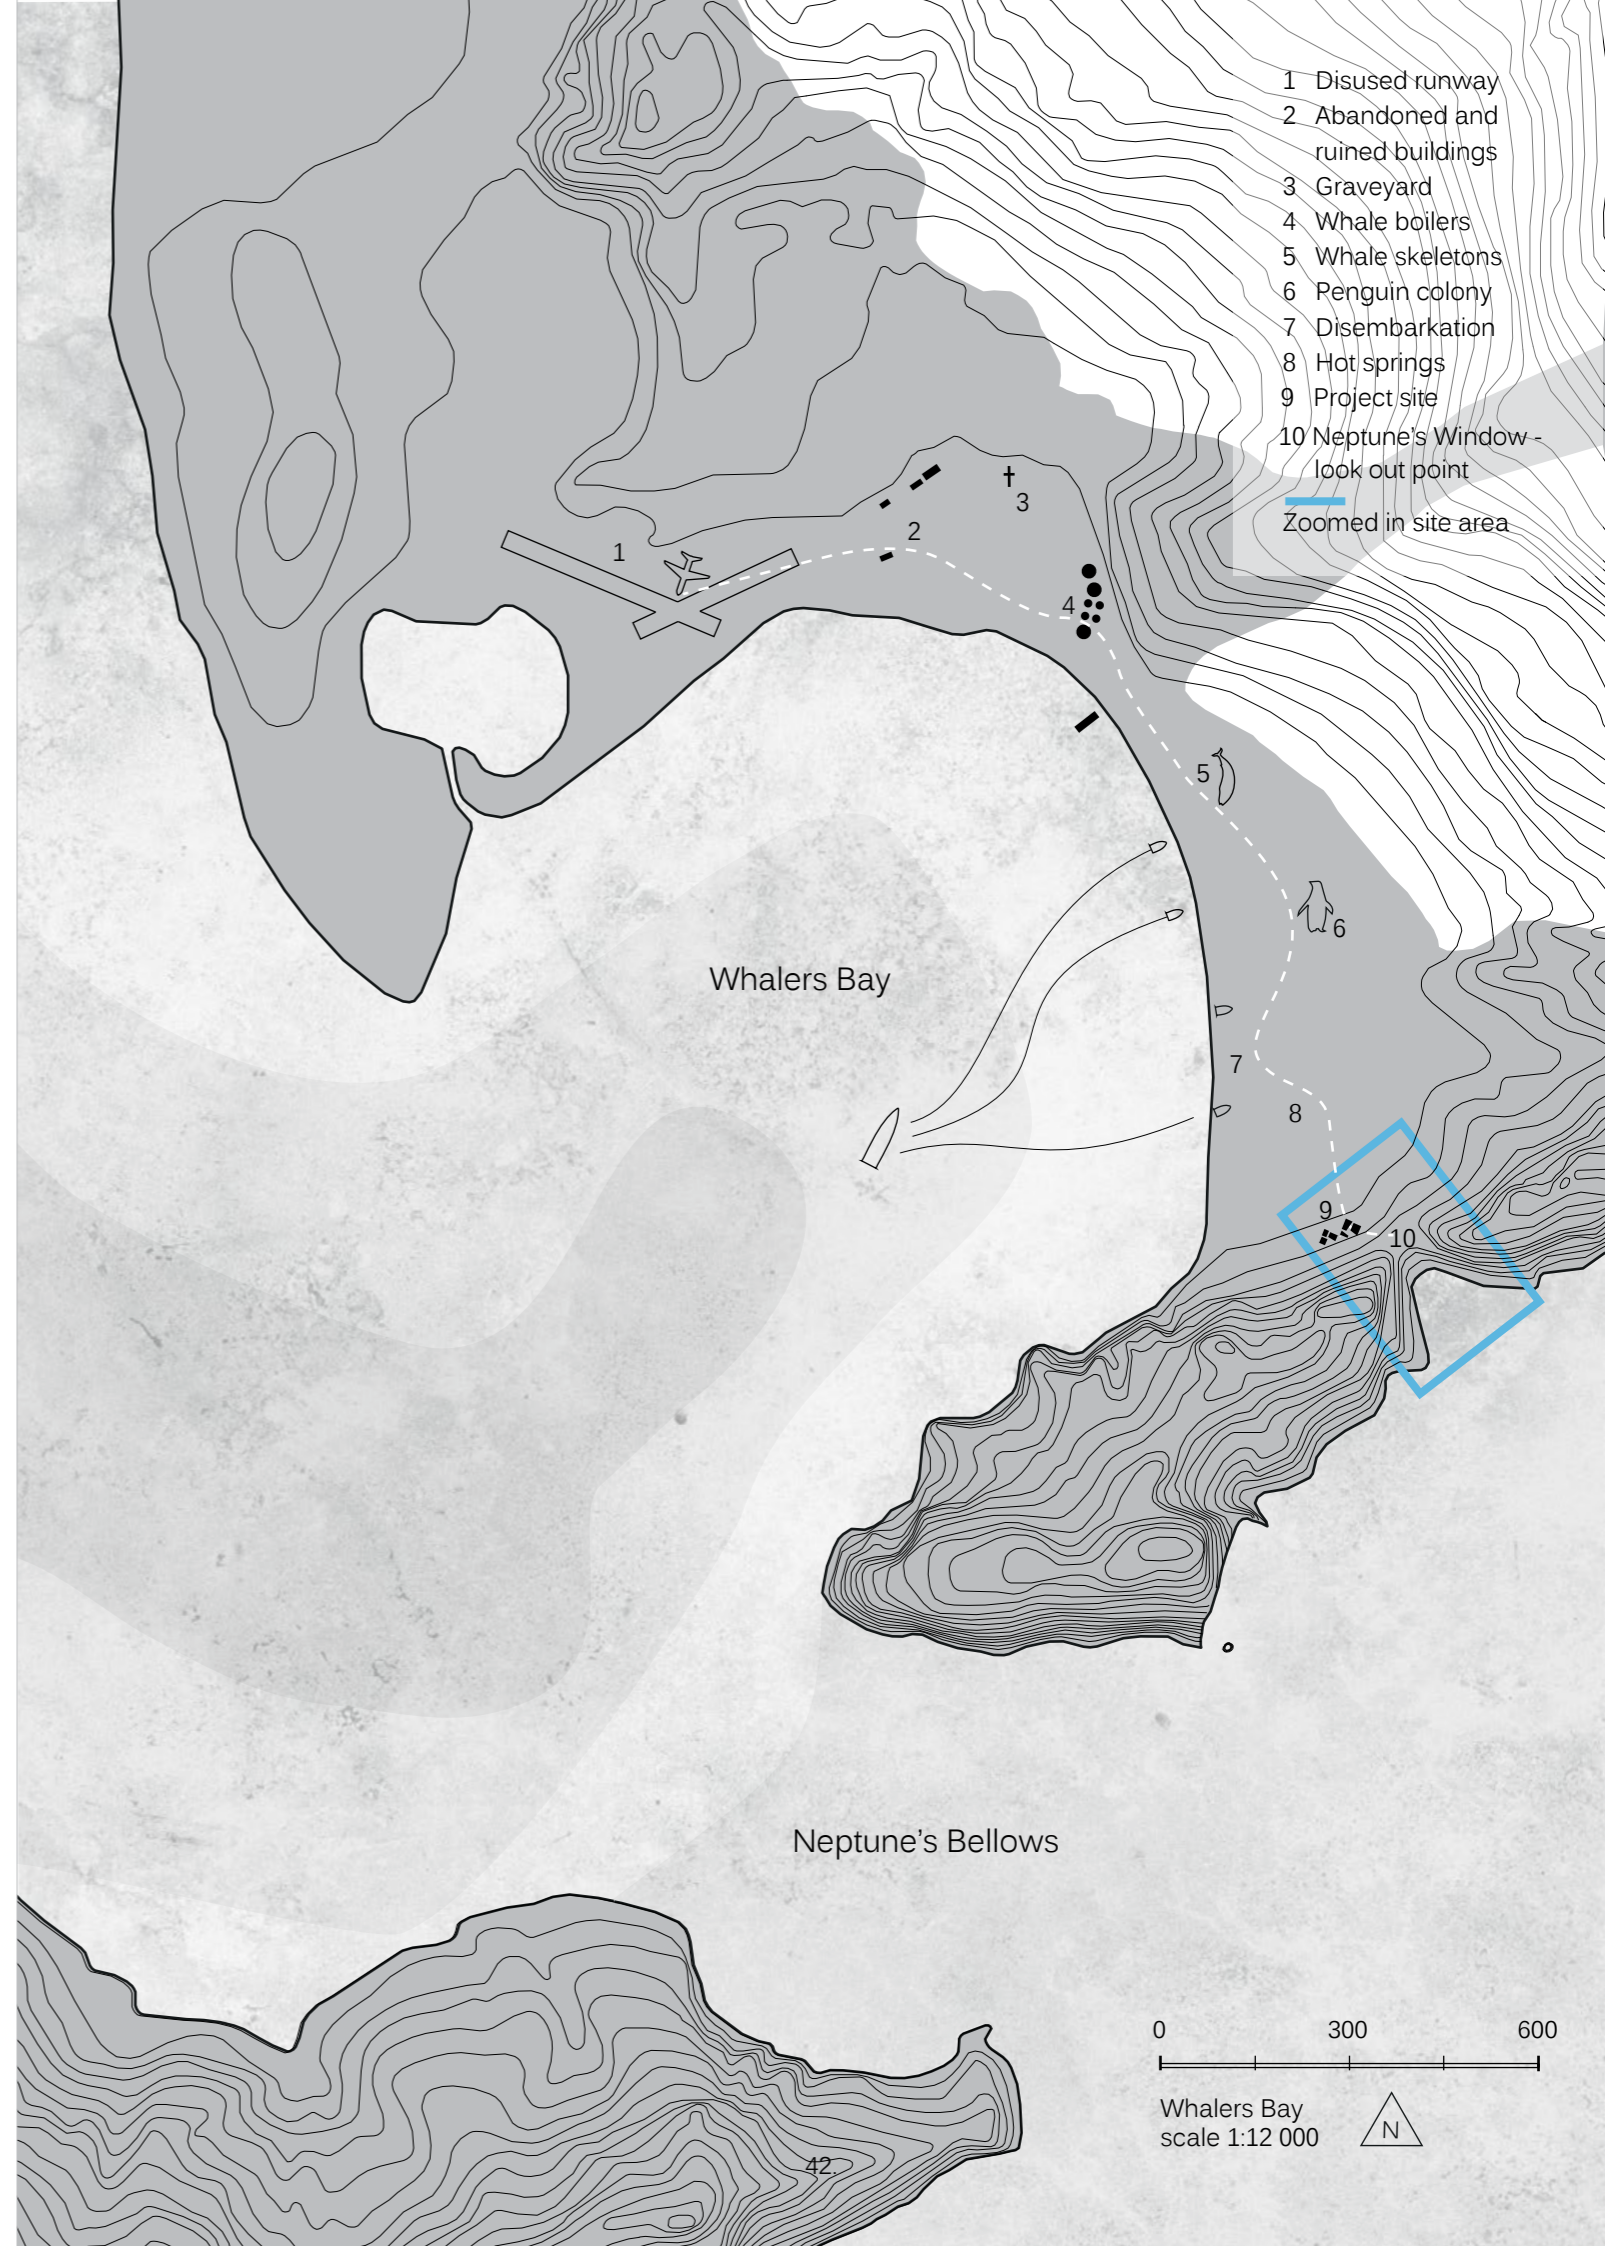 1 Disused runway
2 Abandoned and
ruined buildings
3 Graveyard
4 Whale boilers
5 Whale skeletons
6 Penguin colony
7 Disembarkation
8 Hot springs
9 Project site
10 Neptune's Window -
look out point
Zoomed in site area
3
2
1
4
5
6
Whalers Bay
7
8
9
10
Neptune's Bellows
0 300 600
Whalers Bay
scale 1:12 000
N
42.